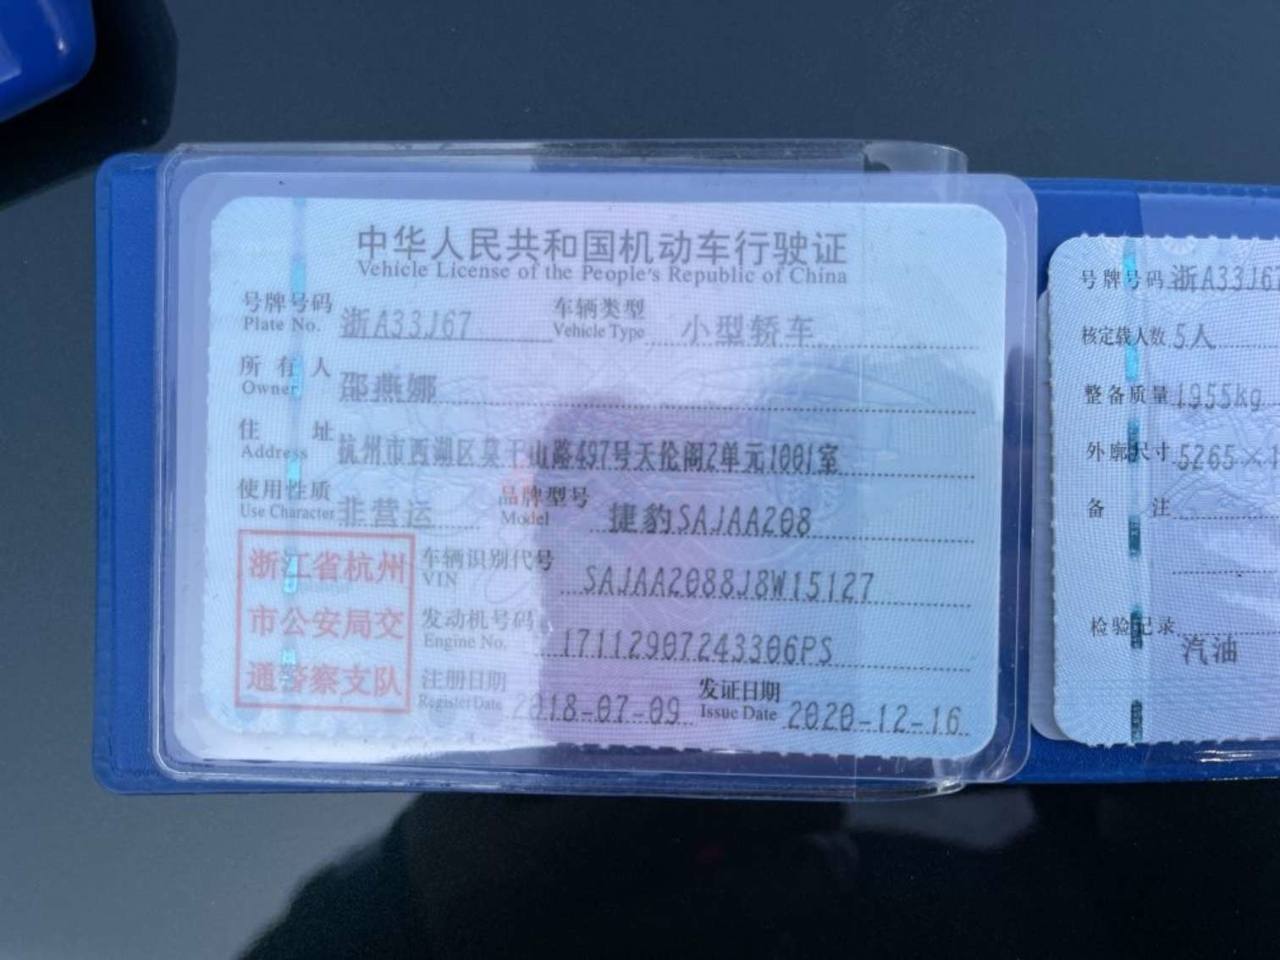 中华人民共和国机动车行驶证
Vehicle License of the People's Republic of China
号牌号码 浙A33J67 车辆类型 小型轿车
Plate No. Vehicle Type
所有人 邵燕娜
Owner
住址 杭州市西湖区莫干山路497号天伦阁2单元1001室
Address
使用性质 非营运 品牌型号 捷豹SAJAA208
Use Character Model
车辆识别代号 SAJAA2088J8W15127
VIN
发动机号码 171129072433​06PS
Engine No.
注册日期 2018-07-09 发证日期 2020-12-16
Register Date Issue Date
浙江省杭州
市公安局交
通警察支队
号牌号码 浙A33J67
核定载人数 5人
整备质量 1955kg
外廓尺寸 5265×1
备注
检验记录
汽油